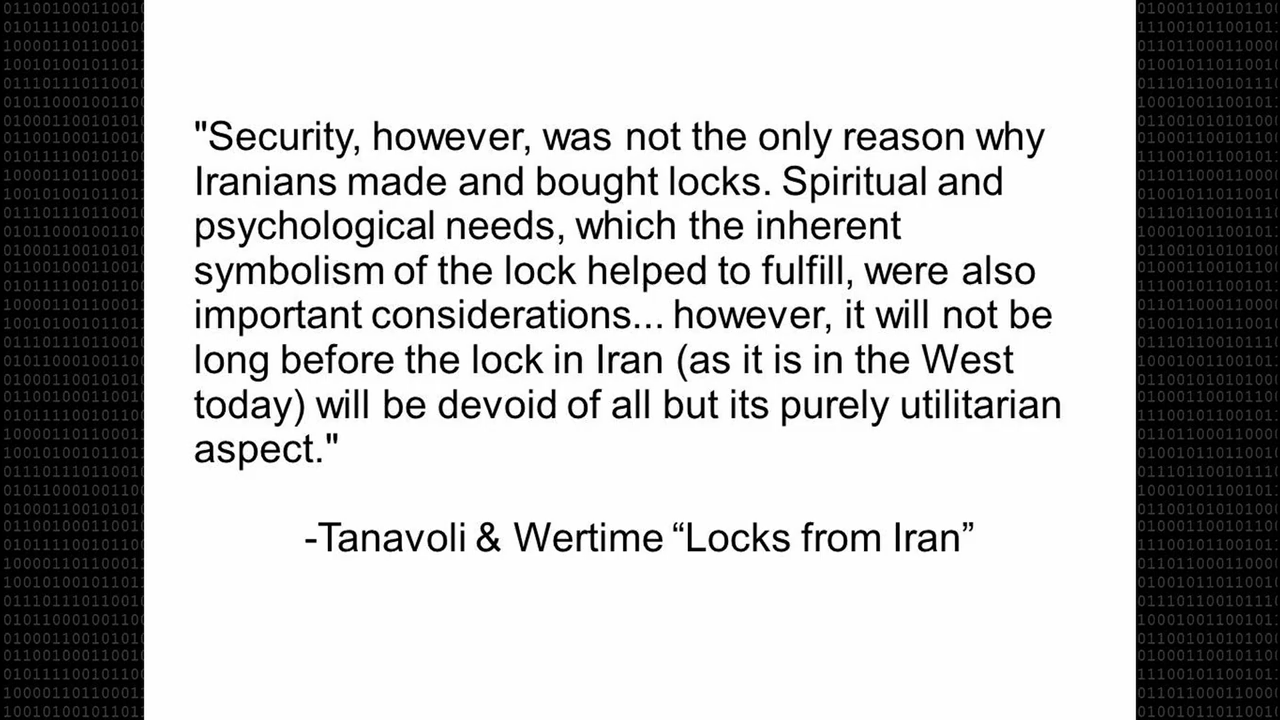 "Security, however, was not the only reason why
Iranians made and bought locks. Spiritual and
psychological needs, which the inherent
symbolism of the lock helped to fulfill, were also
important considerations... however, it will not be
long before the lock in Iran (as it is in the West
today) will be devoid of all but its purely utilitarian
aspect."
-Tanavoli & Wertime “Locks from Iran”